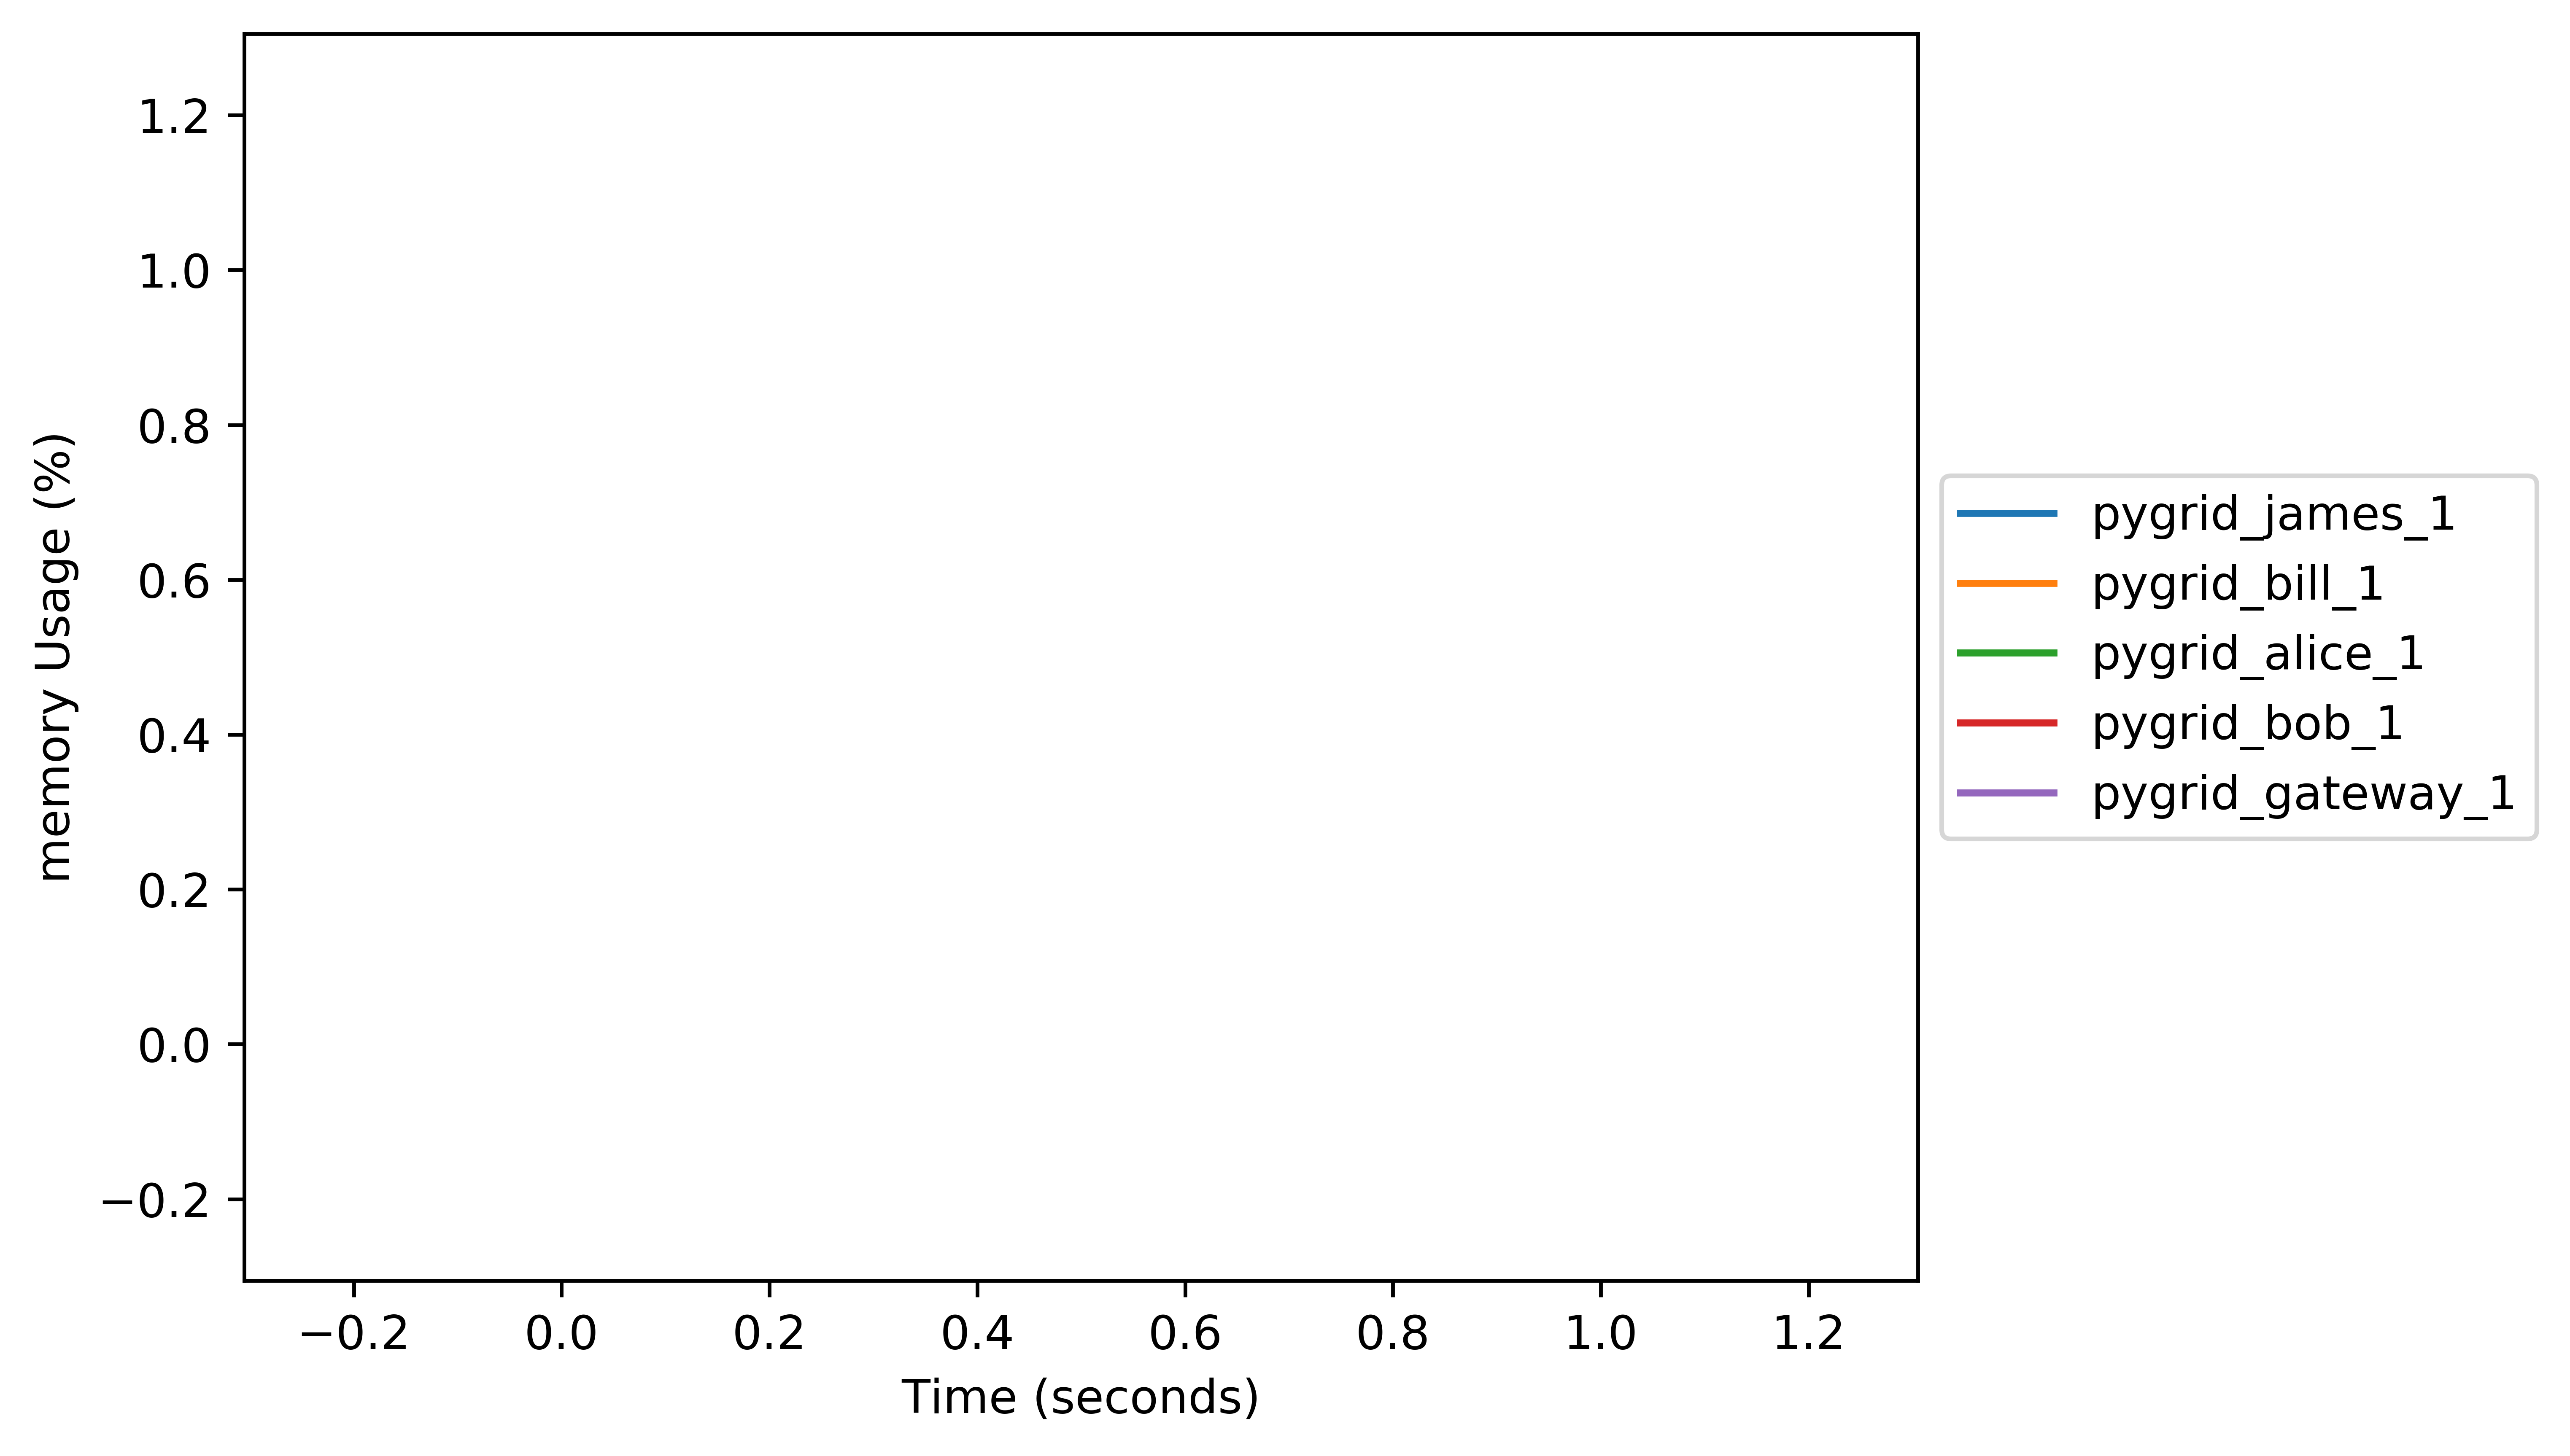 memory Usage (%)
1.2
1.0
0.8
0.6
0.4
0.2
0.0
−0.2
−0.2 0.0 0.2 0.4 0.6 0.8 1.0 1.2
Time (seconds)
pygrid_james_1
pygrid_bill_1
pygrid_alice_1
pygrid_bob_1
pygrid_gateway_1